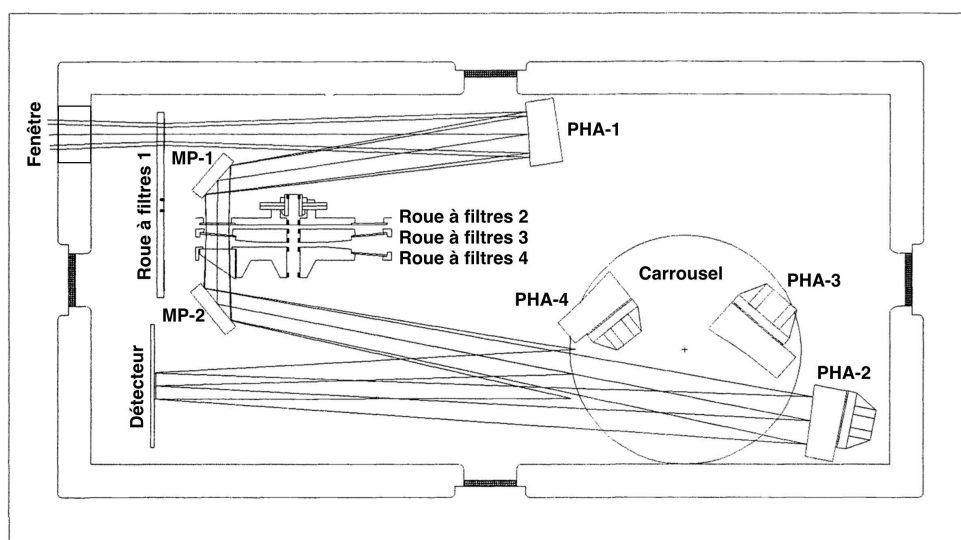 Fenêtre
Roue à filtres 1
MP-1
PHA-1
Roue à filtres 2
Roue à filtres 3
Roue à filtres 4
MP-2
Détecteur
Carrousel
PHA-4
PHA-3
PHA-2